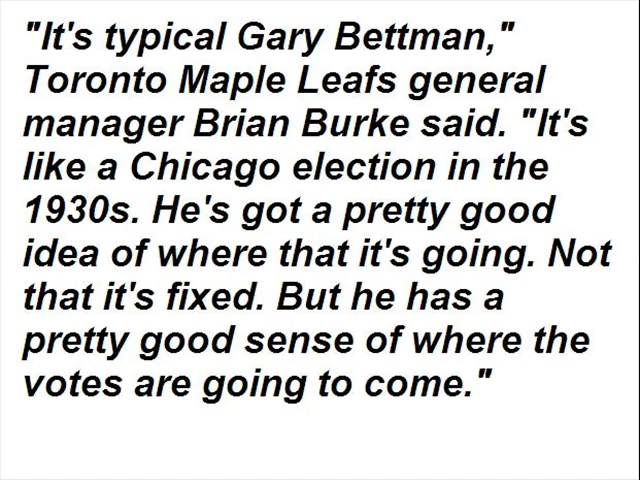 "It's typical Gary Bettman,"
Toronto Maple Leafs general
manager Brian Burke said. "It's
like a Chicago election in the
1930s. He's got a pretty good
idea of where that it's going. Not
that it's fixed. But he has a
pretty good sense of where the
votes are going to come."